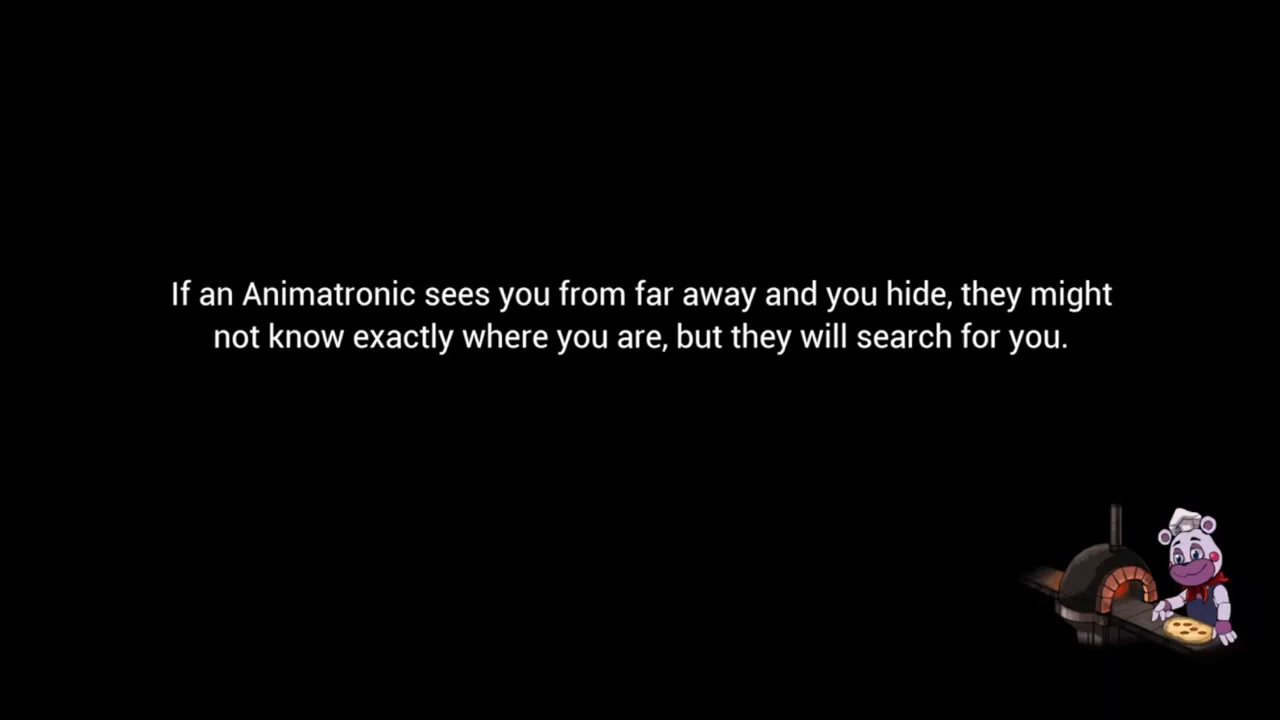 If an Animatronic sees you from far away and you hide, they might
not know exactly where you are, but they will search for you.